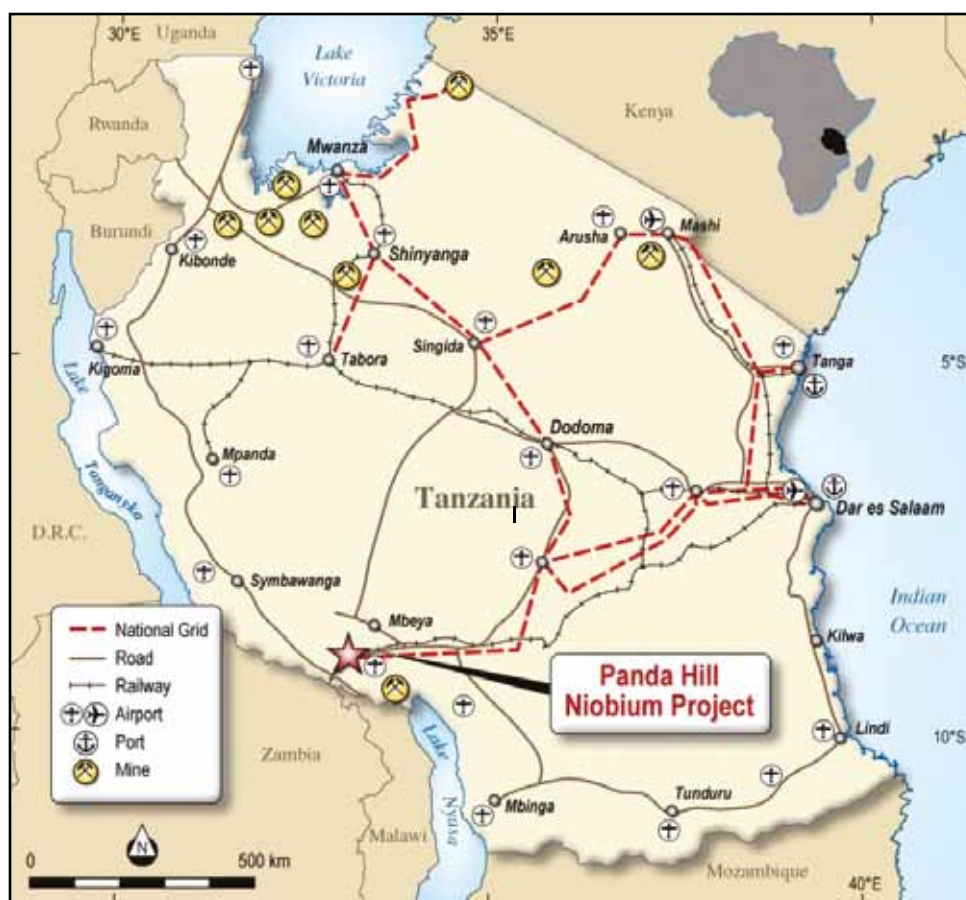 30°E
Uganda
35°E
Lake
Victoria
Kenya
Rwanda
Mwanza
Burundi
Kibonde
Shinyanga
Arusha
Mashi
Kigoma
Tabora
Singida
Tanga
5°S
Lake
Tanganyka
Mpanda
Dodoma
Tanzania
Dar es Salaam
D.R.C.
Symbawanga
Mbeya
Indian
Ocean
Kilwa
National Grid
Road
Railway
Airport
Port
Mine
Panda Hill
Niobium Project
Lindi
10°S
Zambia
Lake
Nyasa
Mbinga
Tunduru
Malawi
Mozambique
N
0
500 km
40°E